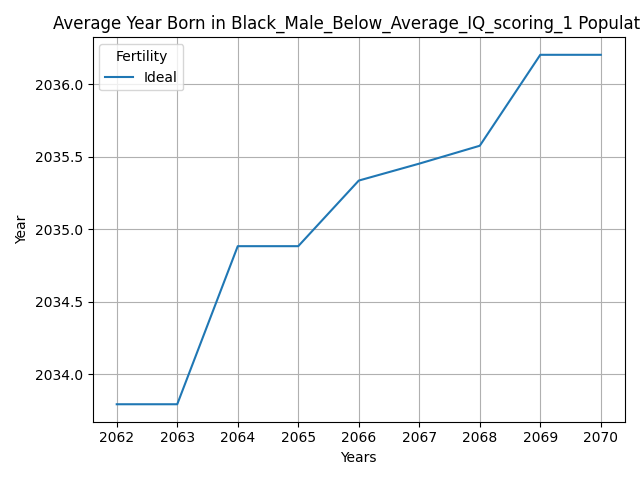 Average Year Born in Black_Male_Below_Average_IQ_scoring_1 Populat
Fertility
Ideal
2036.0
2035.5
2035.0
2034.5
2034.0
Year
2062 2063 2064 2065 2066 2067 2068 2069 2070
Years